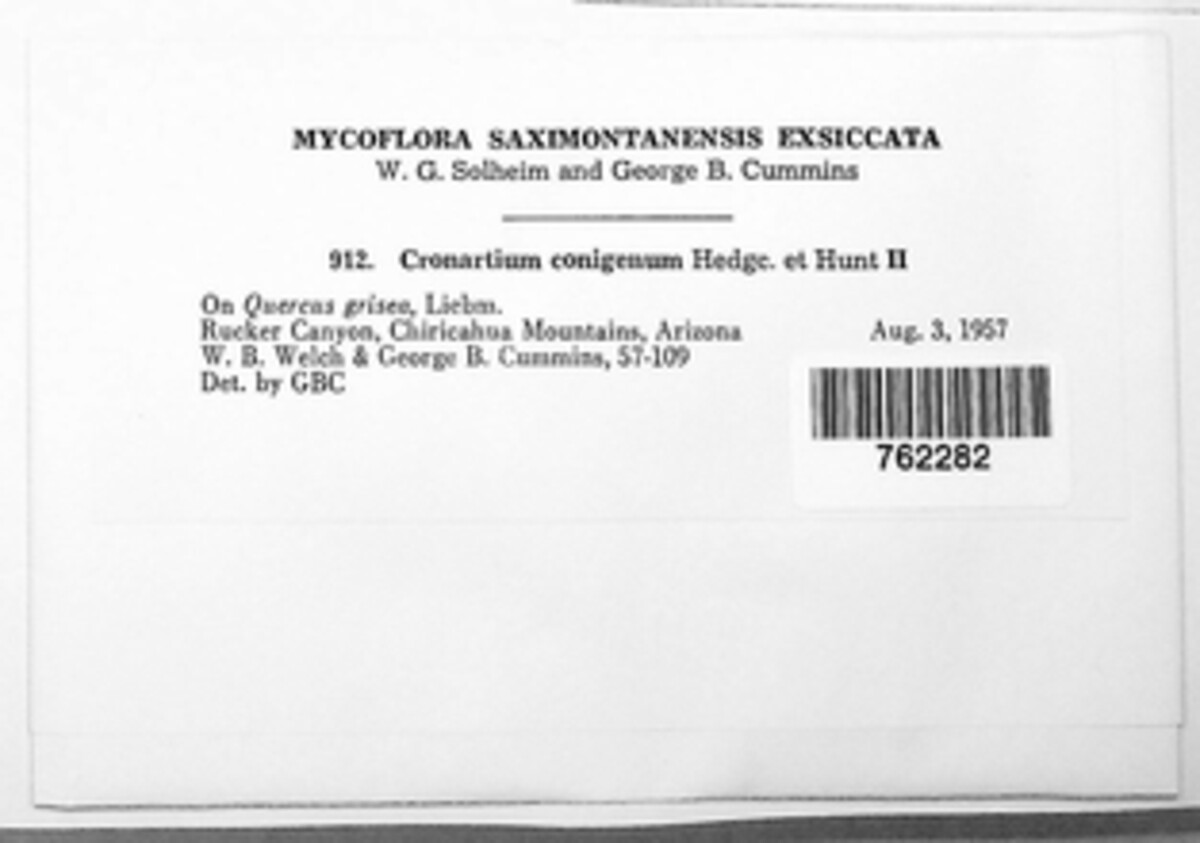 MYCOFLORA SAXIMONTANENSIS EXSICCATA
W. G. Solheim and George B. Cummins
912. Cronartium conigenum Hedgc. et Hunt II
On Quercus grisea, Liebm.
Rucker Canyon, Chiricahua Mountains, Arizona Aug. 3, 1957
W. B. Welch & George B. Cummins, 57-109
Det. by GBC
762282